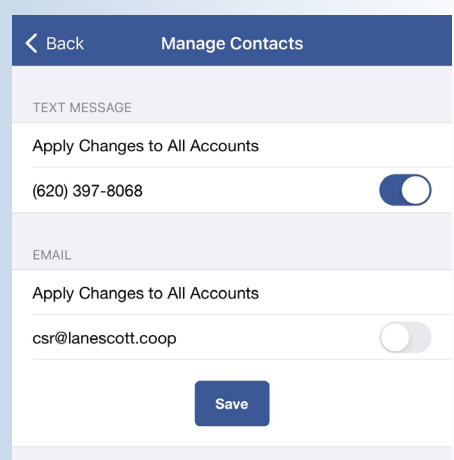 Back
Manage Contacts
TEXT MESSAGE
Apply Changes to All Accounts
(620) 397-8068
EMAIL
Apply Changes to All Accounts
csr@lanescott.coop
Save